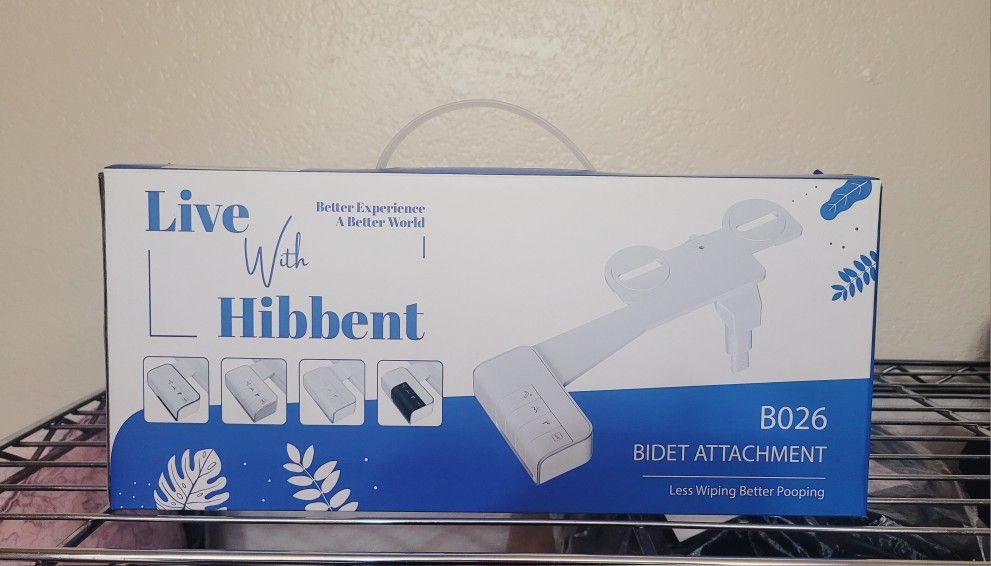 Live
With
Hibbent
Better Experience
A Better World
B026
BIDET ATTACHMENT
Less Wiping Better Pooping